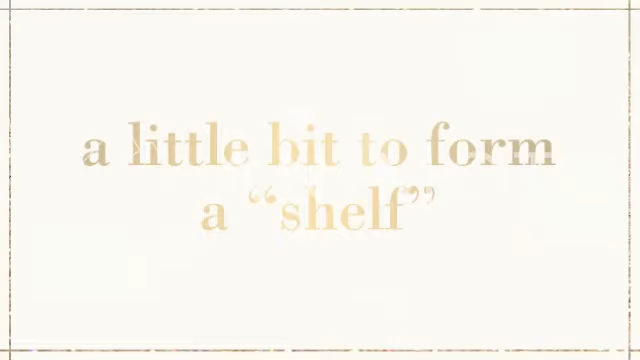 a little bit to form
a “shelf”